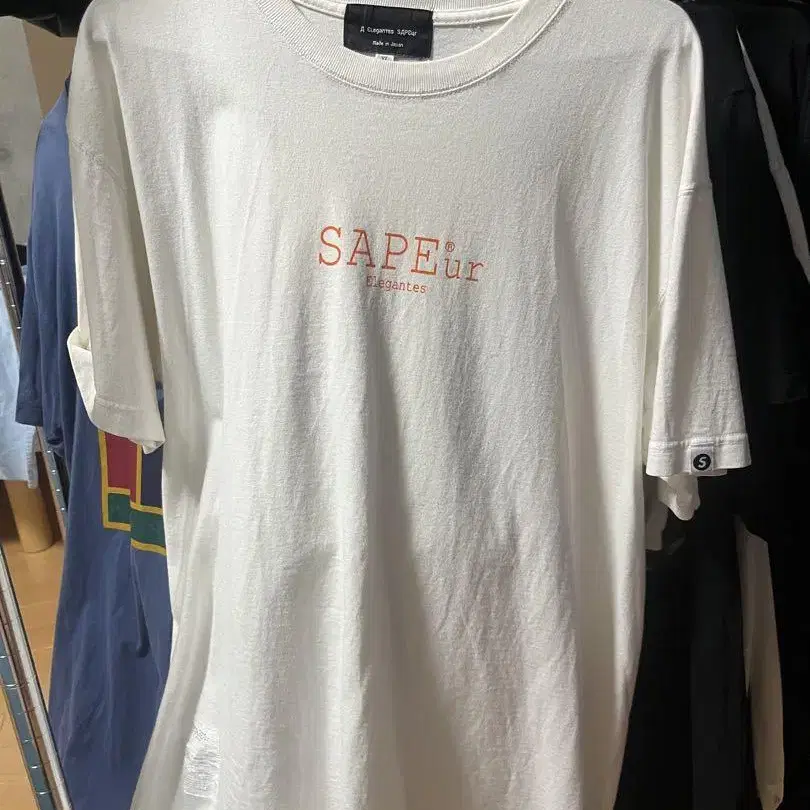 A Elegantes SAPEur
Made in Japan
SAPEur®
Elegantes
S